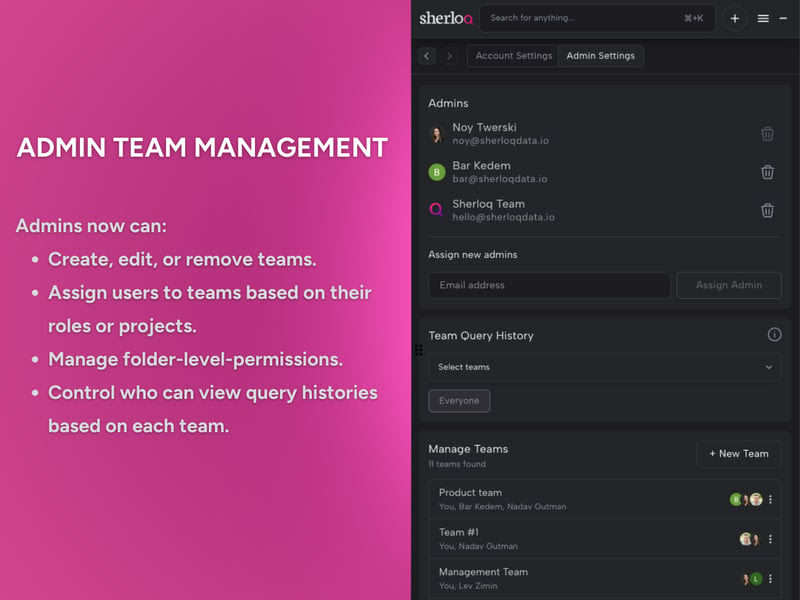 ADMIN TEAM MANAGEMENT
Admins now can:
• Create, edit, or remove teams.
• Assign users to teams based on their
roles or projects.
• Manage folder-level-permissions.
• Control who can view query histories
based on each team.
sherloq
Search for anything...
⌘+K
Account Settings
Admin Settings
Admins
Noy Twerski
noy@sherloqdata.io
B
Bar Kedem
bar@sherloqdata.io
Sherloq Team
hello@sherloqdata.io
Assign new admins
Email address
Assign Admin
Team Query History
Select teams
Everyone
Manage Teams
11 teams found
+ New Team
Product team
You, Bar Kedem, Nadav Gutman
B
Team #1
You, Nadav Gutman
Management Team
You, Lev Zimin
L